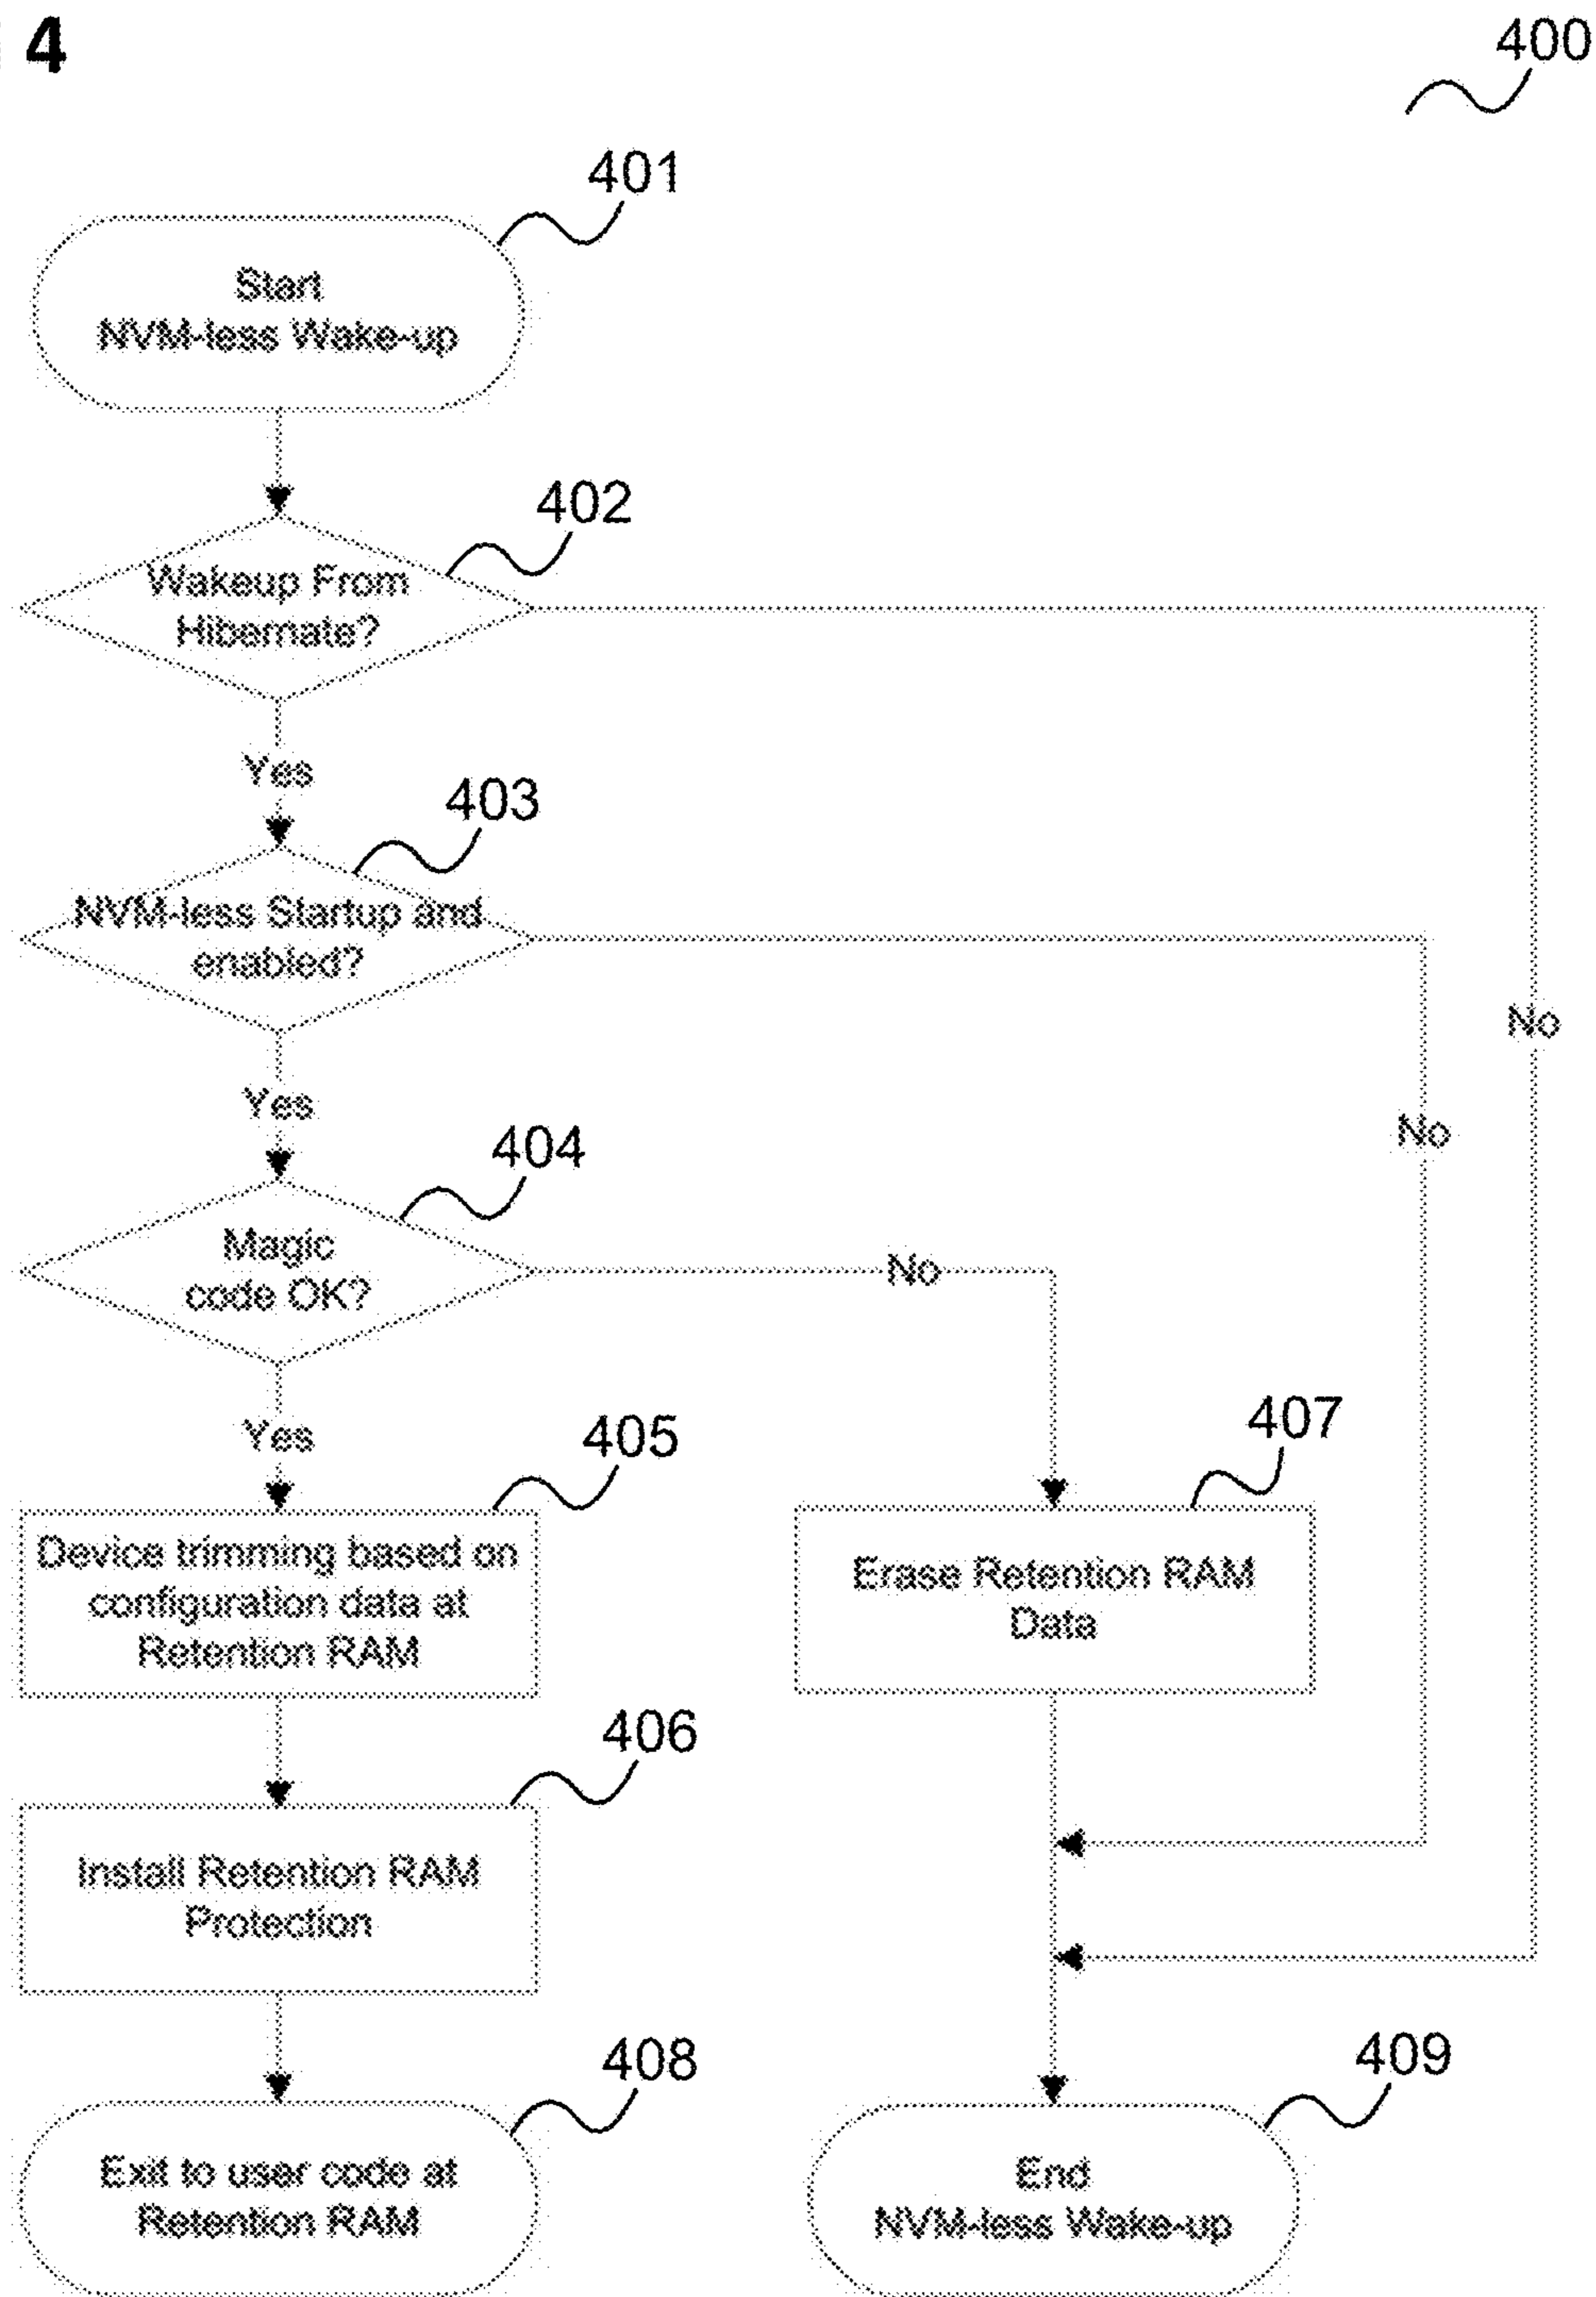 4
400
401
Start
NVM-less Wake-up
402
Wakeup From
Hibernate?
No
Yes
403
NVM-less Startup and
enabled?
No
Yes
404
Magic
code OK?
No
Yes
405
Device trimming based on
configuration data at
Retention RAM
407
Erase Retention RAM
Data
406
Install Retention RAM
Protection
408
Exit to user code at
Retention RAM
409
End
NVM-less Wake-up